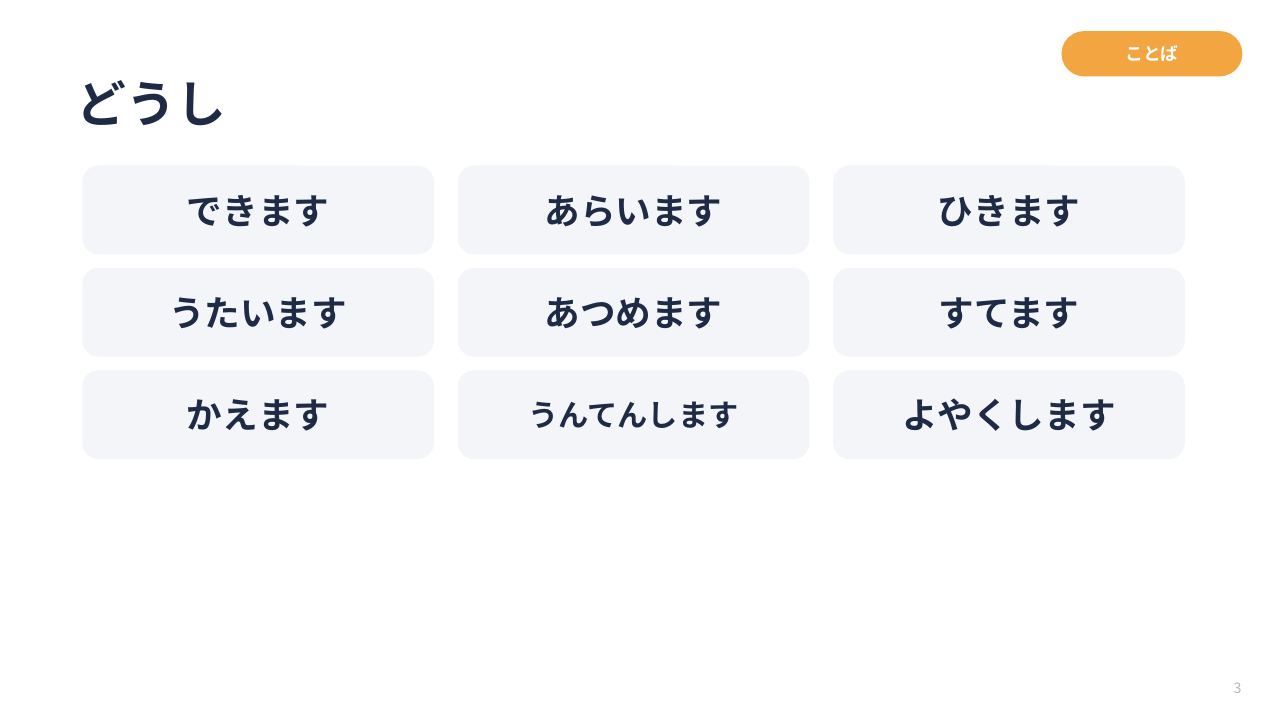 ことば
どうし
できます
あらいます
ひきます
うたいます
あつめます
すてます
かえます
うんてんします
よやくします
3